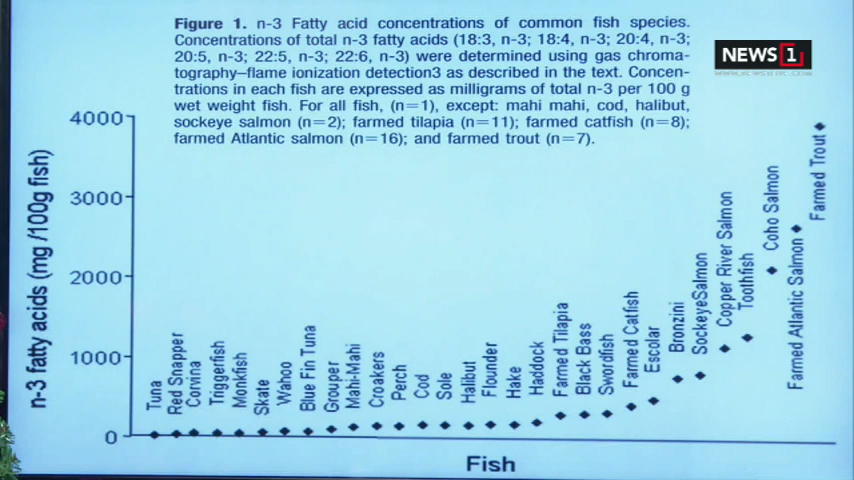 Figure 1. n-3 Fatty acid concentrations of common fish species.
Concentrations of total n-3 fatty acids (18:3, n-3; 18:4, n-3; 20:4, n-3;
20:5, n-3; 22:5, n-3; 22:6, n-3) were determined using gas chroma-
tography–flame ionization detection3 as described in the text. Concen-
trations in each fish are expressed as milligrams of total n-3 per 100 g
wet weight fish. For all fish, (n=1), except: mahi mahi, cod, halibut,
sockeye salmon (n=2); farmed tilapia (n=11); farmed catfish (n=8);
farmed Atlantic salmon (n=16); and farmed trout (n=7).
NEWS 1
n-3 fatty acids (mg /100g fish)
4000
3000
2000
1000
0
Tuna
Red Snapper
Corvina
Triggerfish
Monkfish
Skate
Wahoo
Blue Fin Tuna
Grouper
Mahi-Mahi
Croakers
Perch
Cod
Sole
Halibut
Flounder
Hake
Haddock
Farmed Tilapia
Black Bass
Swordfish
Farmed Catfish
Escolar
Bronzini
SockeyeSalmon
Copper River Salmon
Toothfish
Coho Salmon
Farmed Atlantic Salmon
Farmed Trout
Fish